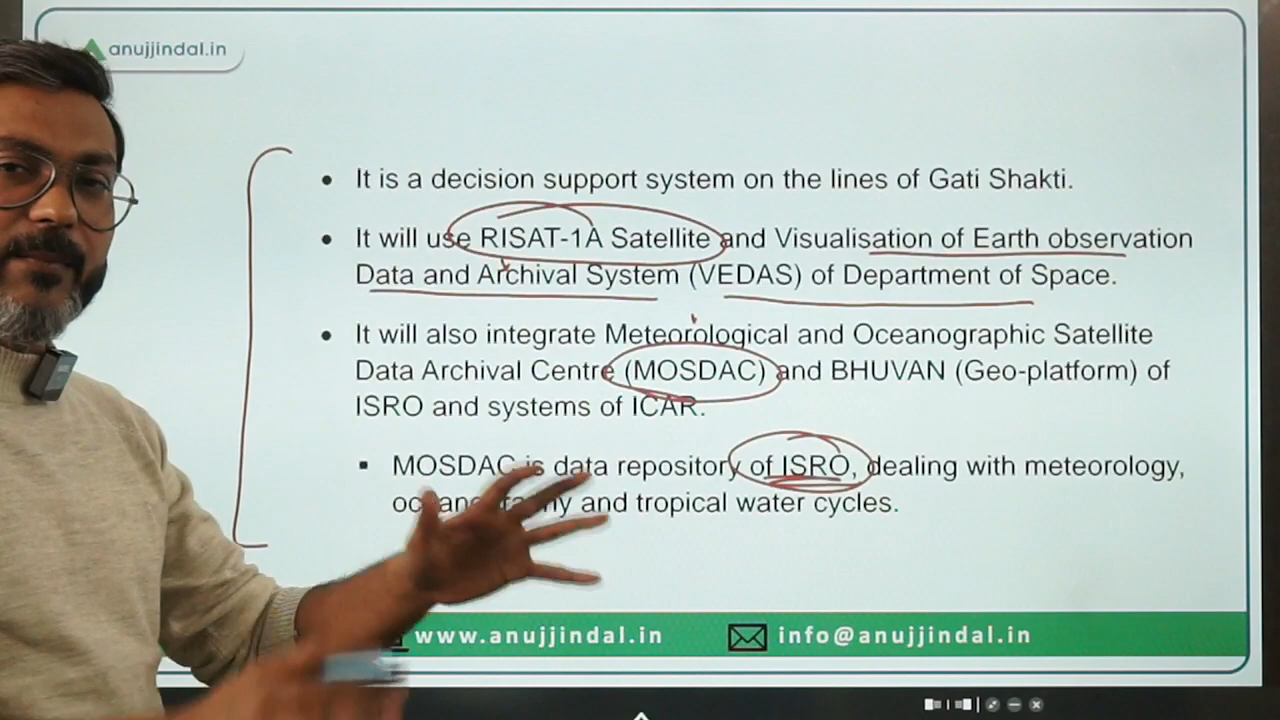 anujjindal.in
• It is a decision support system on the lines of Gati Shakti.
• It will use RISAT-1A Satellite and Visualisation of Earth observation
Data and Archival System (VEDAS) of Department of Space.
• It will also integrate Meteorological and Oceanographic Satellite
Data Archival Centre (MOSDAC) and BHUVAN (Geo-platform) of
ISRO and systems of ICAR.
▪ MOSDAC is data repository of ISRO, dealing with meteorology,
and tropical water cycles.
www.anujjindal.in info@anujjindal.in